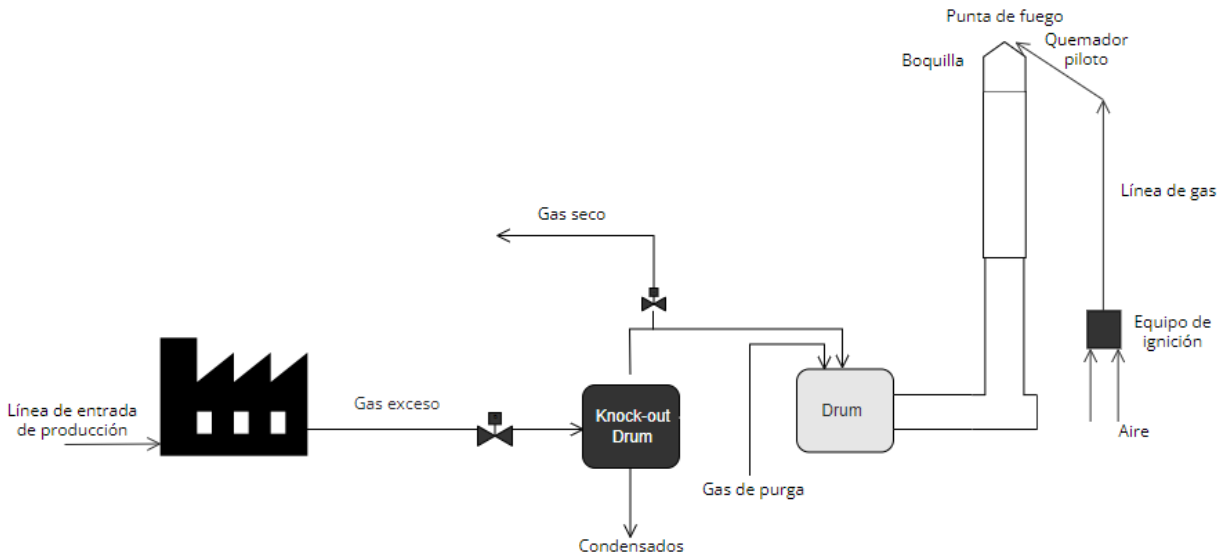 Punta de fuego
Quemador
piloto
Boquilla
Línea de gas
Gas seco
Equipo de
ignición
Línea de entrada
de producción
Gas exceso
Knock-out
Drum
Drum
Aire
Gas de purga
Condensados